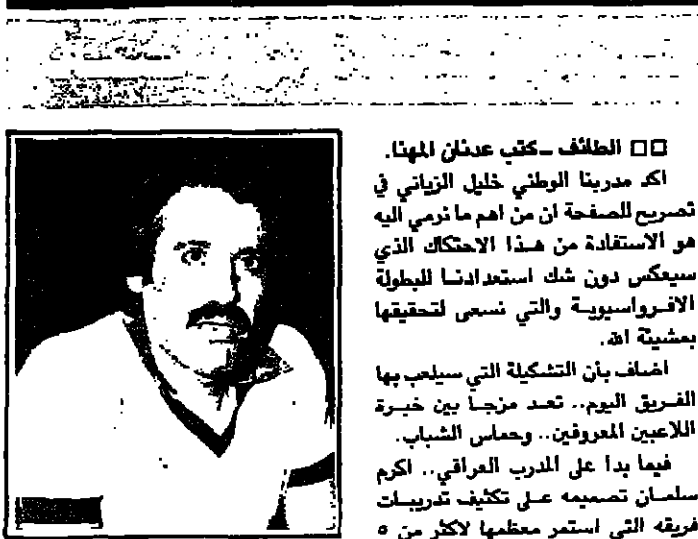 □□ الطائف ــ كتب عدنان المهنا.
اكد مدربنا الوطني خليل الزياني في
تصريح للصفحة ان من اهم ما نرمي اليه
هو الاستفادة من هذا الاحتكاك الذي
سيعكس دون شك استعدادنا للبطولة
الافرواسيوية والتي نسعى لتحقيقها
بمشيئة الله.
اضاف بأن التشكيلة التي سيلعب بها
الفريق اليوم.. تعد مزجا بين خبرة
اللاعبين المعروفين.. وحماس الشباب.
فيما بدا على المدرب العراقي.. اكرم
سلمان تصميمه على تكثيف تدريبات
فريقه التي استمر معظمها لاكثر من ٥